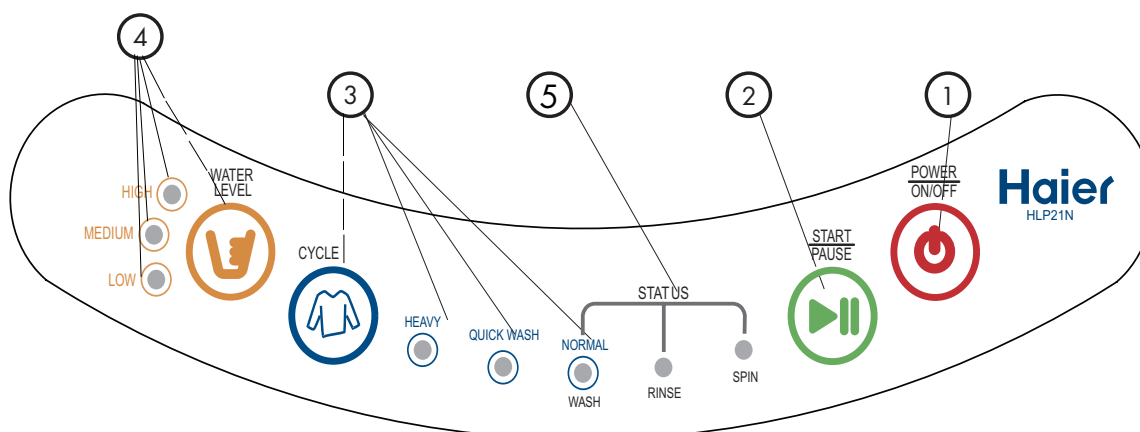 4
3
5
2
1
HIGH
MEDIUM
LOW
WATER
LEVEL
CYCLE
HEAVY
QUICK WASH
NORMAL
WASH
STATUS
RINSE
SPIN
START
PAUSE
POWER
ON/OFF
Haier
HLP21N